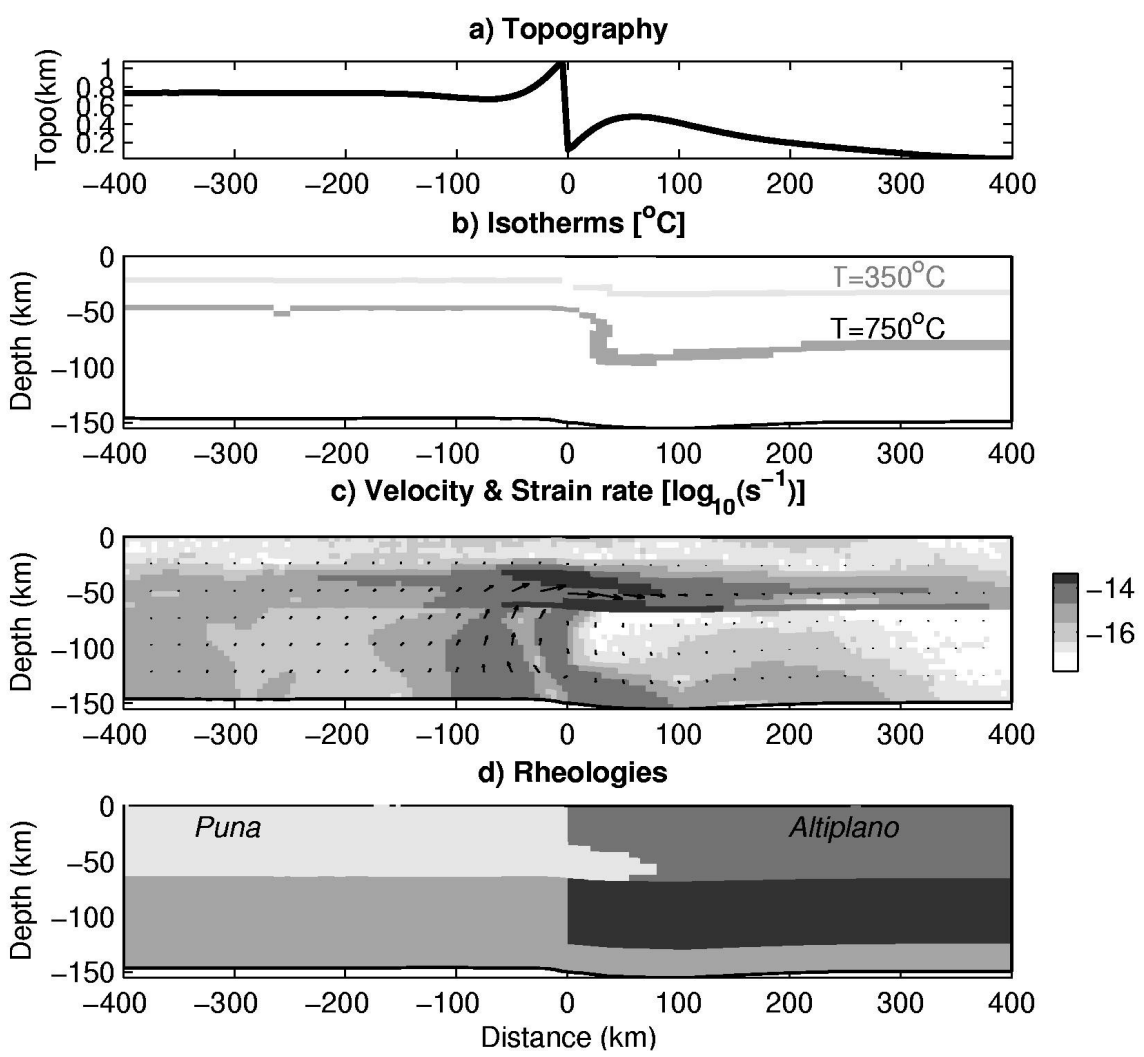 a) Topography
Topo(km)
1
0.8
0.6
0.4
0.2
−400 −300 −200 −100 0 100 200 300 400
b) Isotherms [°C]
Depth (km)
0
−50
−100
−150
T=350°C
T=750°C
−400 −300 −200 −100 0 100 200 300 400
c) Velocity & Strain rate [log10(s−1)]
Depth (km)
0
−50
−100
−150
−14
−16
−400 −300 −200 −100 0 100 200 300 400
d) Rheologies
Depth (km)
0
−50
−100
−150
Puna
Altiplano
−400 −300 −200 −100 0 100 200 300 400
Distance (km)